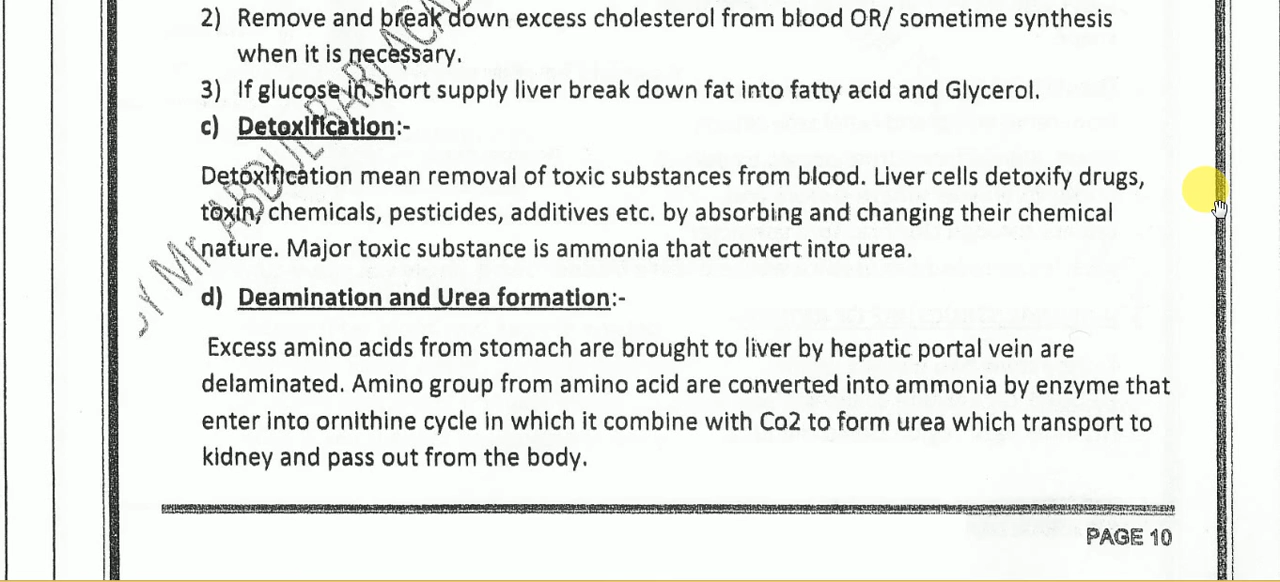 2) Remove and break down excess cholesterol from blood OR/ sometime synthesis
when it is necessary.
3) If glucose in short supply liver break down fat into fatty acid and Glycerol.
c) Detoxification:-
Detoxification mean removal of toxic substances from blood. Liver cells detoxify drugs,
toxin, chemicals, pesticides, additives etc. by absorbing and changing their chemical
nature. Major toxic substance is ammonia that convert into urea.
d) Deamination and Urea formation:-
Excess amino acids from stomach are brought to liver by hepatic portal vein are
delaminated. Amino group from amino acid are converted into ammonia by enzyme that
enter into ornithine cycle in which it combine with Co2 to form urea which transport to
kidney and pass out from the body.
PAGE 10
BY Mr. ABDUL BARI ACAD